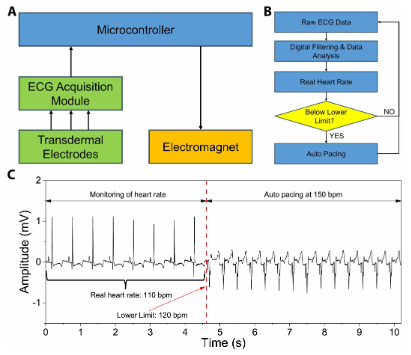 A
Microcontroller
ECG Acquisition
Module
Transdermal
Electrodes
Electromagnet
B
Raw ECG Data
Digital Filtering & Data
Analysis
Real Heart Rate
Below Lower
Limit?
NO
YES
Auto Pacing
C
Monitoring of heart rate
Auto pacing at 150 bpm
Amplitude (mV)
2
1
0
-1
Real heart rate: 110 bpm
Lower Limit: 120 bpm
0 1 2 3 4 5 6 7 8 9 10
Time (s)